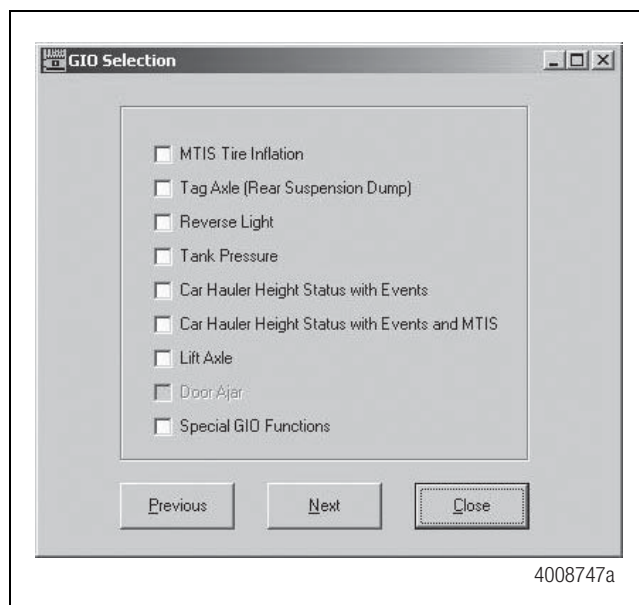 GIO Selection
MTIS Tire Inflation
Tag Axle (Rear Suspension Dump)
Reverse Light
Tank Pressure
Car Hauler Height Status with Events
Car Hauler Height Status with Events and MTIS
Lift Axle
Door Ajar
Special GIO Functions
Previous Next Close
4008747a